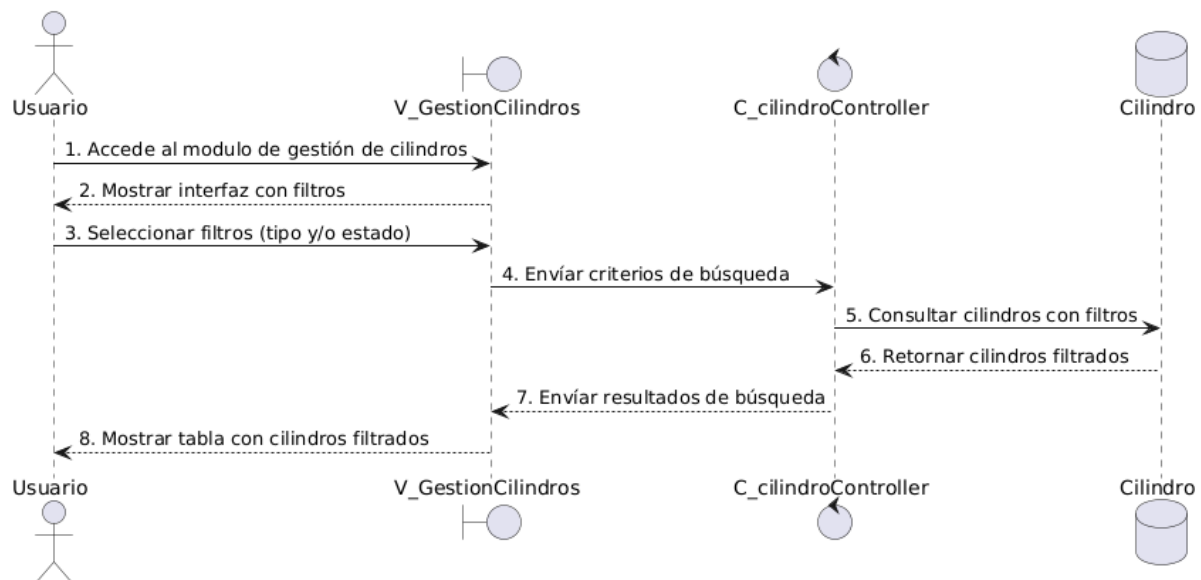 Usuario
V_GestionCilindros
C_cilindroController
Cilindro
1. Accede al modulo de gestión de cilindros
2. Mostrar interfaz con filtros
3. Seleccionar filtros (tipo y/o estado)
4. Envíar criterios de búsqueda
5. Consultar cilindros con filtros
6. Retornar cilindros filtrados
7. Envíar resultados de búsqueda
8. Mostrar tabla con cilindros filtrados
Usuario
V_GestionCilindros
C_cilindroController
Cilindro